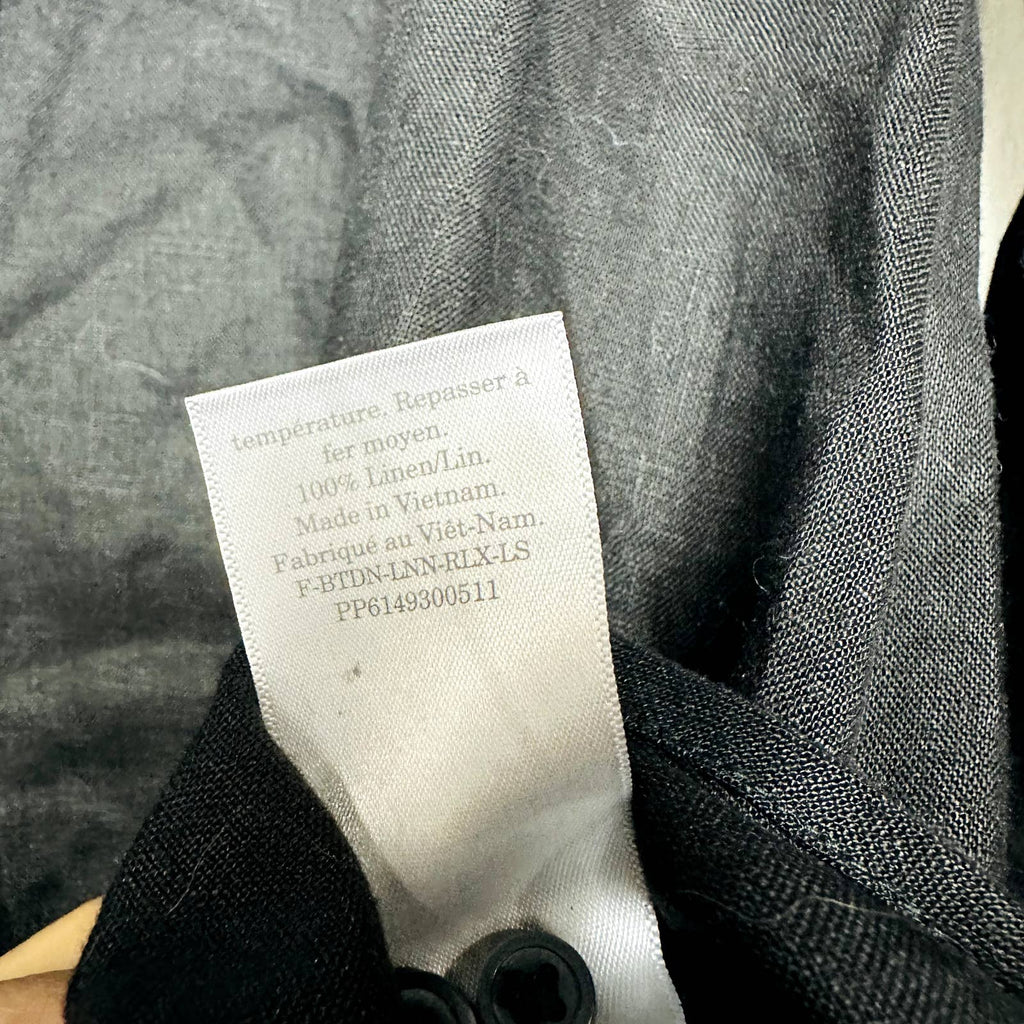 température. Repasser à
fer moyen.
100% Linen/Lin.
Made in Vietnam.
Fabriqué au Viêt-Nam.
F-BTDN-LNN-RLX-LS
PP6149300511